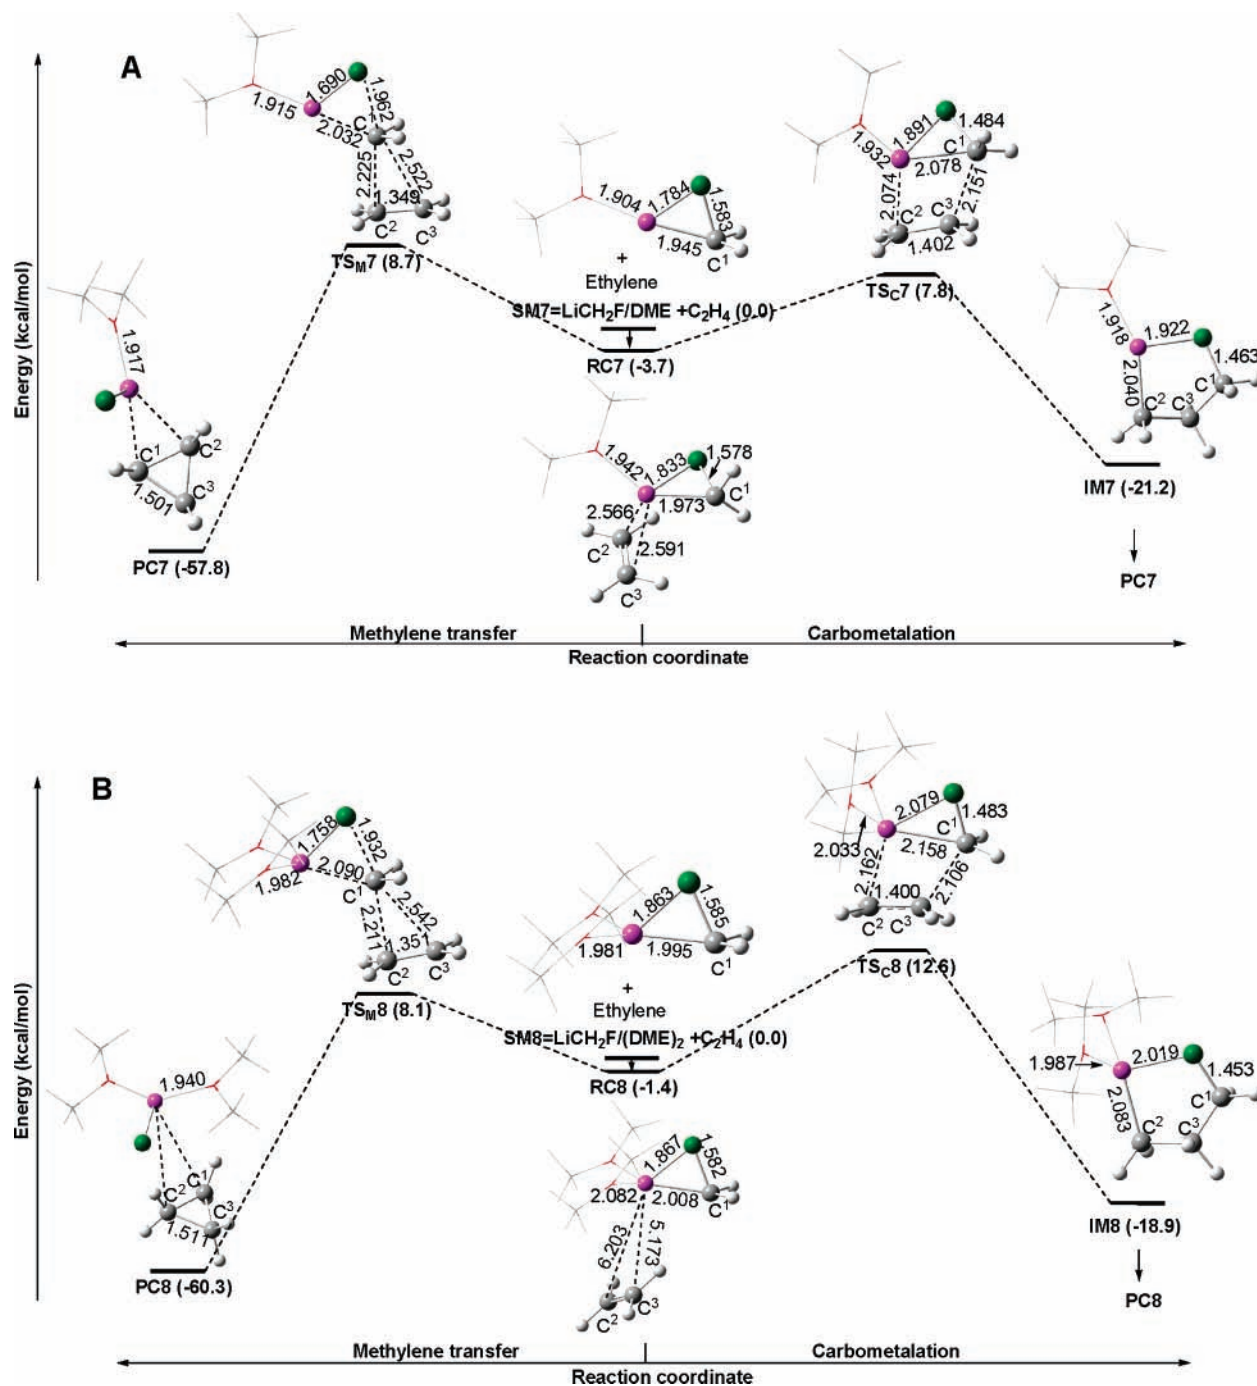 A
Energy (kcal/mol)
1.915
1.690
1.962
C1
2.032
2.225
2.522
1.349
C2
C3
TSM7 (8.7)
1.904
1.784
1.583
1.945
C1
+
Ethylene
SM7=LiCH2F/DME +C2H4 (0.0)
RC7 (-3.7)
1.942
1.833
1.578
1.973
C1
2.566
2.591
C2
C3
1.932
1.891
1.484
C1
2.078
2.074
2.151
C2
C3
1.402
TSC7 (7.8)
1.918
1.922
1.463
2.040
C1
C2
C3
IM7 (-21.2)
PC7
1.917
C1
C2
C3
1.501
PC7 (-57.8)
Methylene transfer
Carbometalation
Reaction coordinate
B
Energy (kcal/mol)
1.758
1.932
1.982
2.090
C1
2.211
2.542
1.351
C2
C3
TSM8 (8.1)
1.863
1.585
1.981
1.995
C1
+
Ethylene
SM8=LiCH2F/(DME)2 +C2H4 (0.0)
RC8 (-1.4)
1.867
1.582
2.082
2.008
C1
6.203
5.173
C3
C2
2.079
1.483
C1
2.033
2.158
2.162
2.106
1.400
C2
C3
TSC8 (12.6)
1.987
2.019
1.453
2.083
C1
C2
C3
IM8 (-18.9)
PC8
1.940
C1
C2
C3
1.511
PC8 (-60.3)
Methylene transfer
Carbometalation
Reaction coordinate